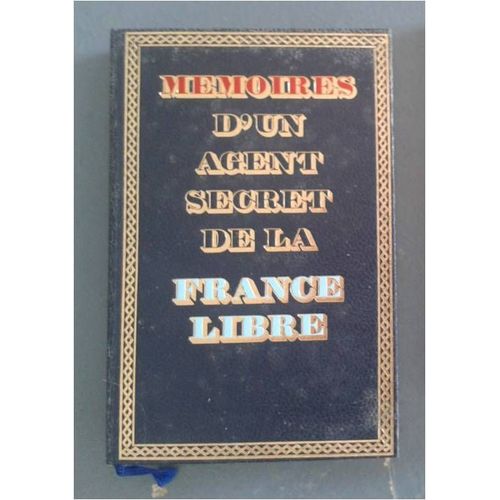 MEMOIRES
D'UN
AGENT
SECRET
DE LA
FRANCE
LIBRE